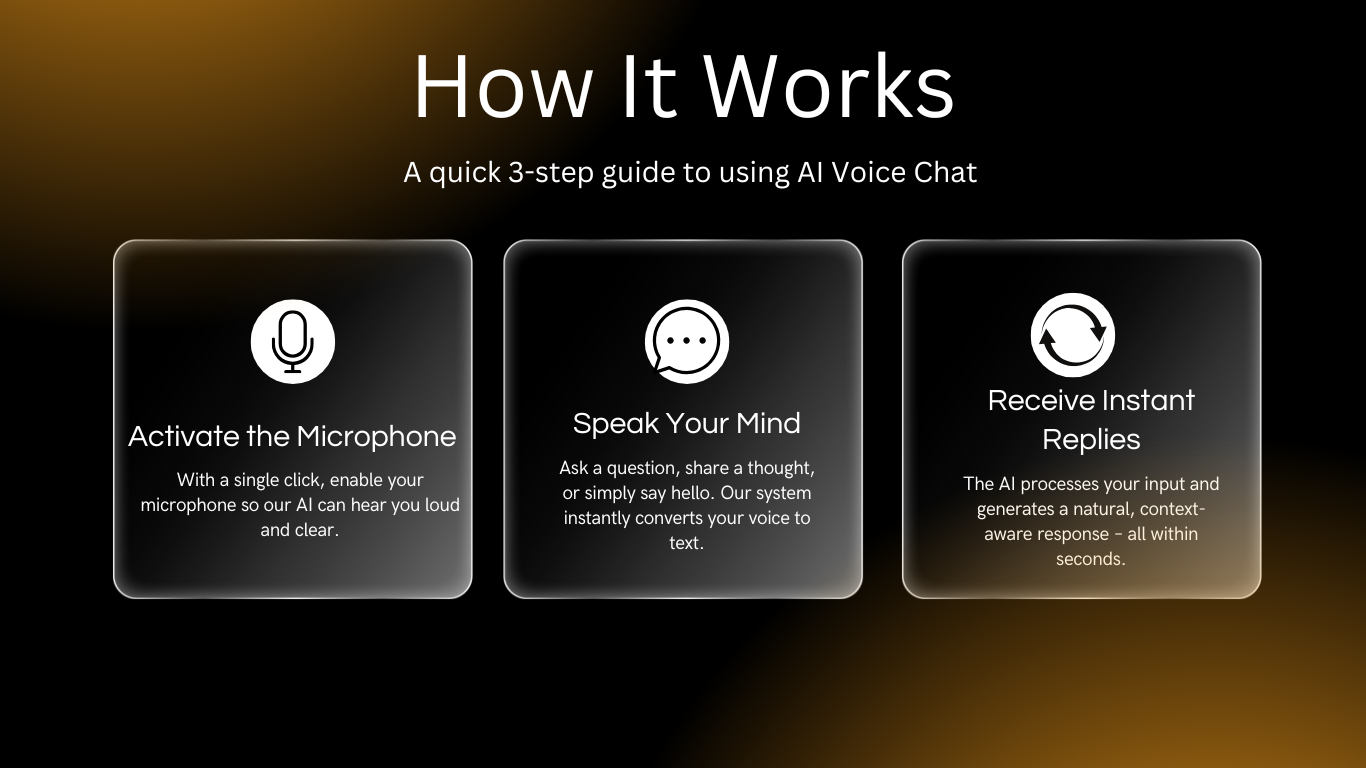 How It Works
A quick 3-step guide to using AI Voice Chat
Activate the Microphone
With a single click, enable your
microphone so our AI can hear you loud
and clear.
Speak Your Mind
Ask a question, share a thought,
or simply say hello. Our system
instantly converts your voice to
text.
Receive Instant
Replies
The AI processes your input and
generates a natural, context-
aware response – all within
seconds.